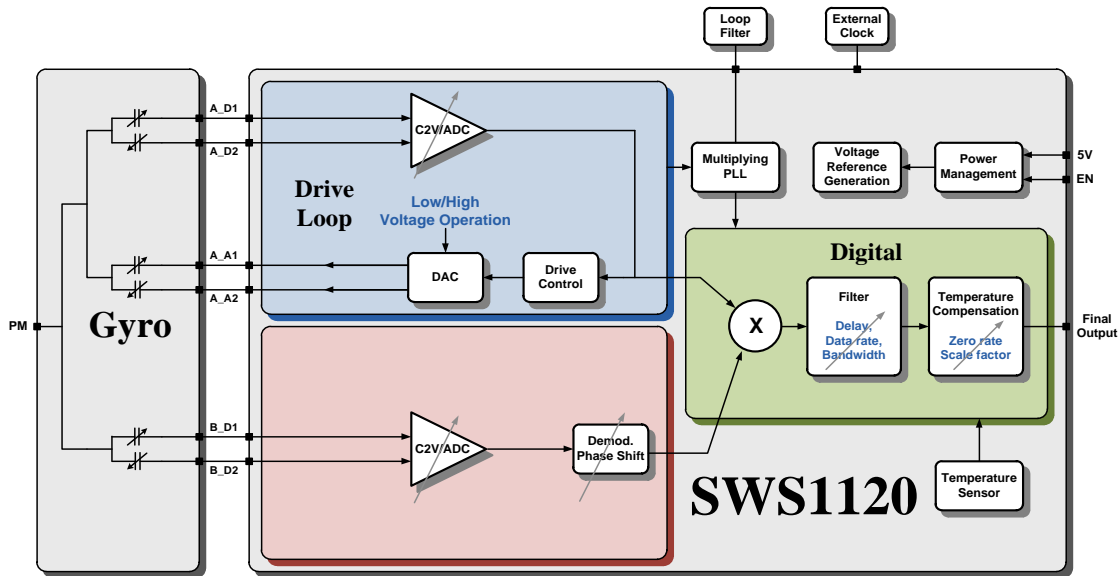 Loop
Filter
External
Clock
A_D1
A_D2
C2V/ADC
Drive
Loop
Low/High
Voltage Operation
A_A1
A_A2
DAC
Drive
Control
Multiplying
PLL
Voltage
Reference
Generation
Power
Management
5V
EN
Digital
PM
Gyro
X
Filter
Delay,
Data rate,
Bandwidth
Temperature
Compensation
Zero rate
Scale factor
Final
Output
B_D1
B_D2
C2V/ADC
Demod.
Phase Shift
SWS1120
Temperature
Sensor